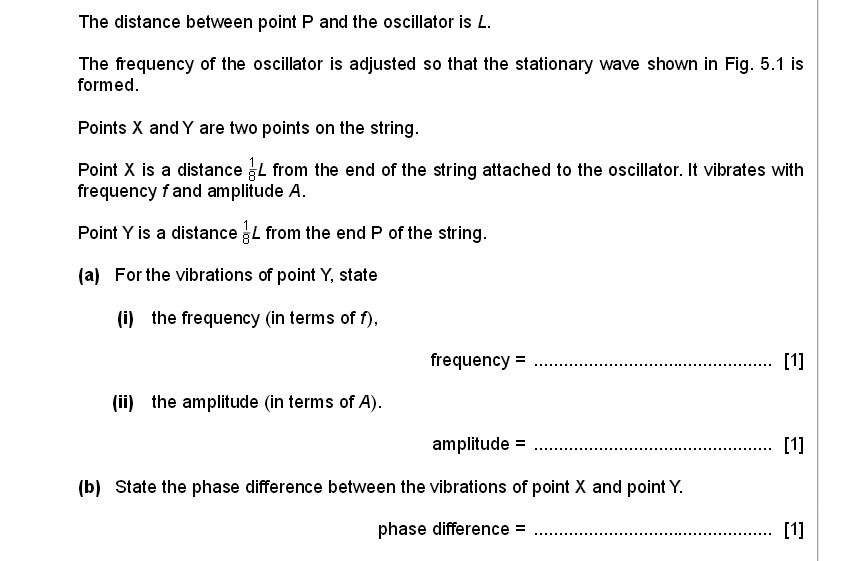 The distance between point P and the oscillator is L.
The frequency of the oscillator is adjusted so that the stationary wave shown in Fig. 5.1 is
formed.
Points X and Y are two points on the string.
Point X is a distance 1/8 L from the end of the string attached to the oscillator. It vibrates with
frequency f and amplitude A.
Point Y is a distance 1/8 L from the end P of the string.
(a) For the vibrations of point Y, state
(i) the frequency (in terms of f),
frequency = ................................................ [1]
(ii) the amplitude (in terms of A).
amplitude = ................................................ [1]
(b) State the phase difference between the vibrations of point X and point Y.
phase difference = ................................................ [1]